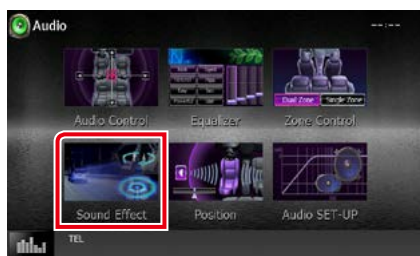 Audio
--:--
Audio Control
Equalizer
Zone Control
Dual Zone
Single Zone
Sound Effect
Position
Audio SET-UP
TEL